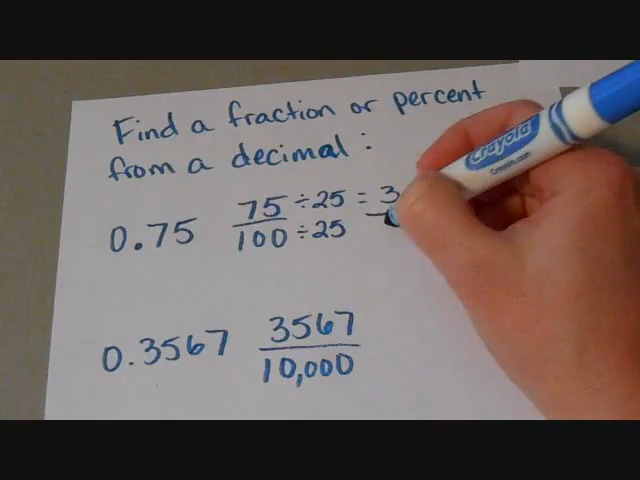 Find a fraction or percent
from a decimal:
0.75 75/100 ÷25 ÷25 = 3
0.3567 3567/10,000
Crayola